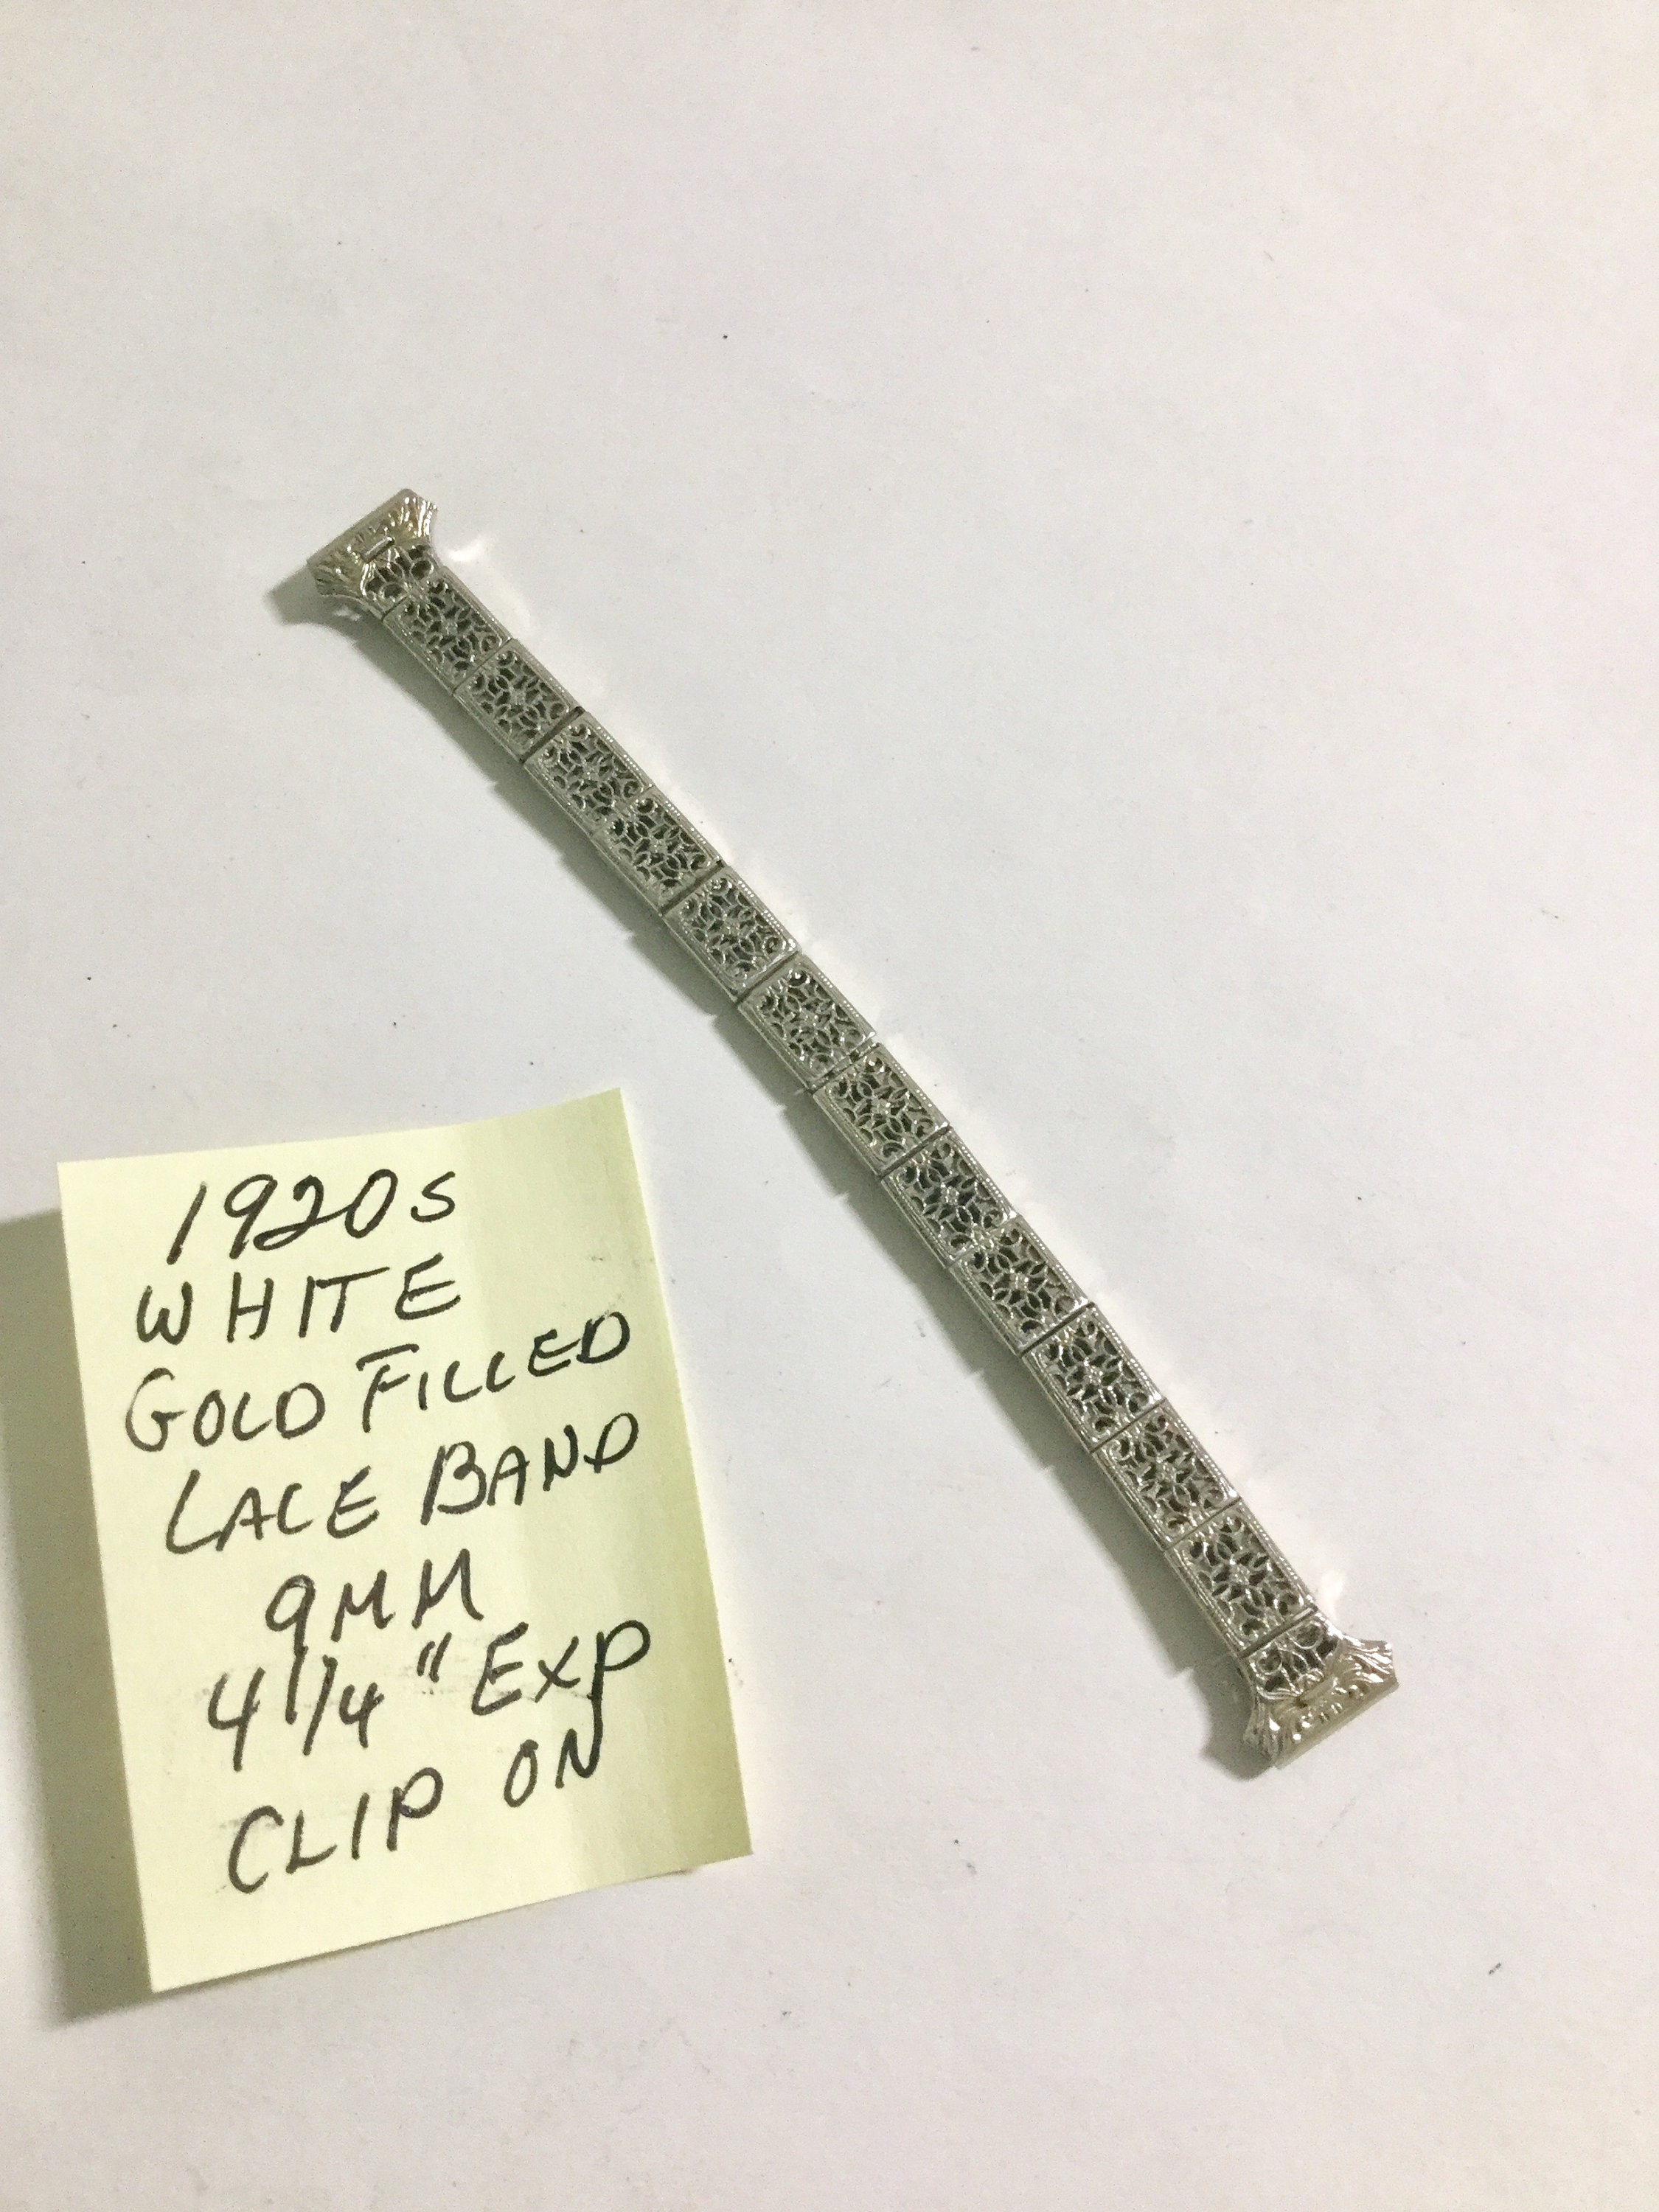 1920s
WHITE
GOLD FILLED
LACE BAND
9MM
4 1/4" EXP
CLIP ON